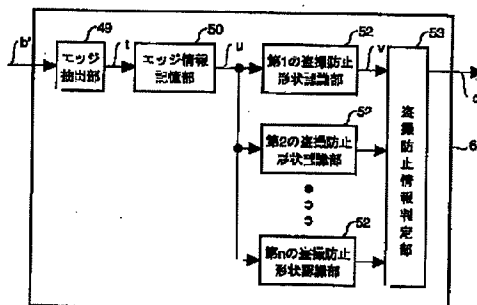 b'
49
エッジ
抽出部
t
50
エッジ情報
記憶部
u
52
第1の盗撮防止
形状認識部
v
53
盗撮防止情報判定部
52
第2の盗撮防止
形状認識部
52
第nの盗撮防止
形状認識部
6